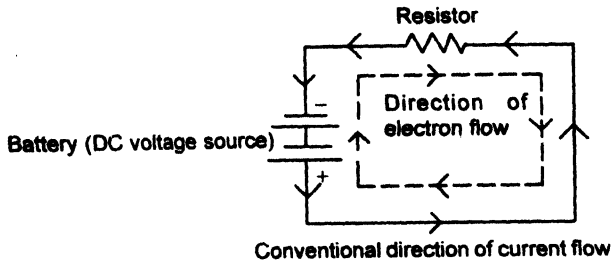 Resistor
−
Direction of
electron flow
Battery (DC voltage source)
+
Conventional direction of current flow